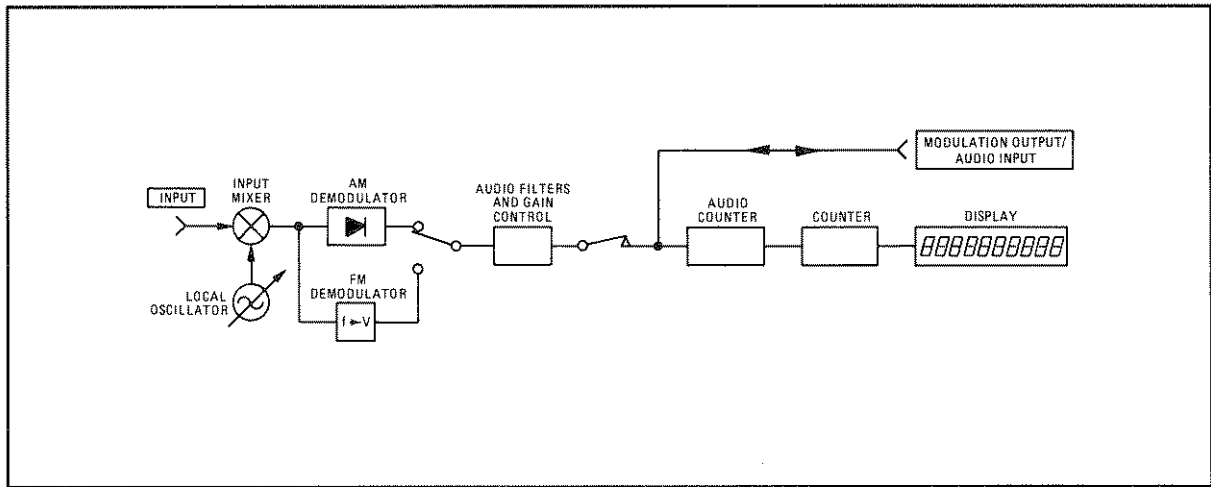 MODULATION OUTPUT/
AUDIO INPUT
INPUT
INPUT
MIXER
AM
DEMODULATOR
AUDIO FILTERS
AND GAIN
CONTROL
AUDIO
COUNTER
COUNTER
DISPLAY
8888888888
LOCAL
OSCILLATOR
FM
DEMODULATOR
f→V